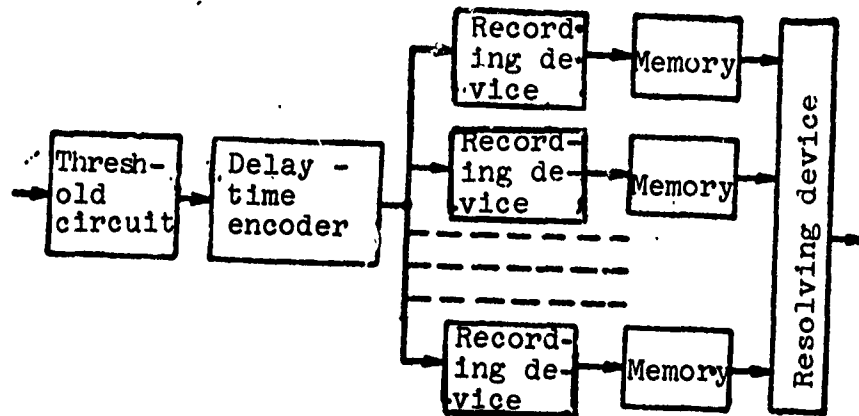 Thresh-
old
circuit
Delay -
time
encoder
Record-
ing de-
vice
Memory
Record-
ing de-
vice
Memory
Record-
ing de-
vice
Memory
Resolving device